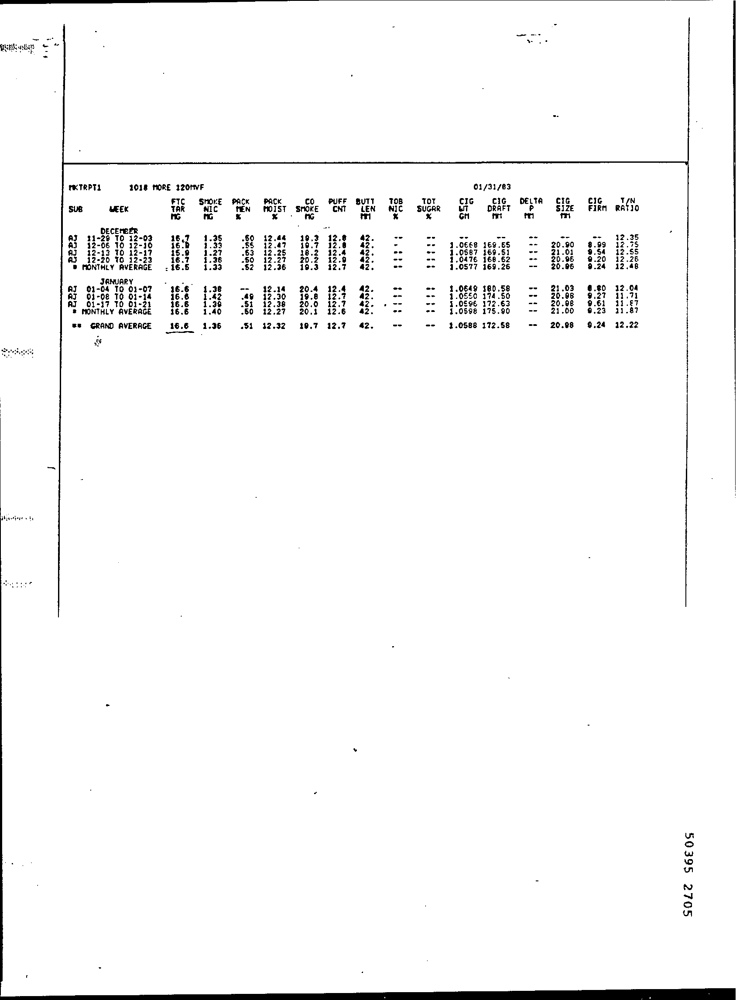 MKTRPT1 1018 MORE 120MVF 01/31/83
FTC SMOKE PACK PACK CO PUFF BUTT TOB TOT CIG CIG DELTA CIG CIG T/N
SUB WEEK TAR NIC MEN MOIST SMOKE CNT LEN NIC SUGAR WT DRAFT P SIZE FIRM RATIO
MG MG % % MG MM % % GM MM MM MM
DECEMBER
AJ 11-29 TO 12-03 16.7 1.35 .50 12.44 19.3 12.8 42. -- -- -- -- -- -- -- 12.35
AJ 12-06 TO 12-10 1.33 .55 12.47 19.7 12.8 42. - -- 1.0668 169.65 -- 20.90 8.99 12.75
AJ 12-13 TO 12-17 15.9 1.27 .53 12.25 18.2 12.4 42. -- -- 1.0587 169.51 -- 21.01 9.54 12.55
AJ 12-20 TO 12-23 16.7 1.36 .50 12.27 20.2 12.9 42. -- -- 1.0476 168.62 -- 20.96 9.20 12.26
* MONTHLY AVERAGE 16.5 1.33 .52 12.36 19.3 12.7 42. -- -- 1.0577 169.26 -- 20.96 9.24 12.48
JANUARY
AJ 01-04 TO 01-07 16.6 1.38 -- 12.14 20.4 12.4 42. -- -- 1.0649 180.58 -- 21.03 8.80 12.04
AJ 01-08 TO 01-14 16.6 1.42 .49 12.30 19.8 12.7 42. -- -- 1.0550 174.50 -- 20.98 9.27 11.71
AJ 01-17 TO 01-21 16.6 1.39 .51 12.38 20.0 12.7 42. -- -- 1.0596 172.63 -- 20.98 9.61 11.87
* MONTHLY AVERAGE 16.6 1.40 .50 12.27 20.1 12.6 42. -- -- 1.0598 175.90 -- 21.00 9.23 11.87
** GRAND AVERAGE 16.6 1.36 .51 12.32 19.7 12.7 42. -- -- 1.0588 172.58 -- 20.98 9.24 12.22
50395 2705